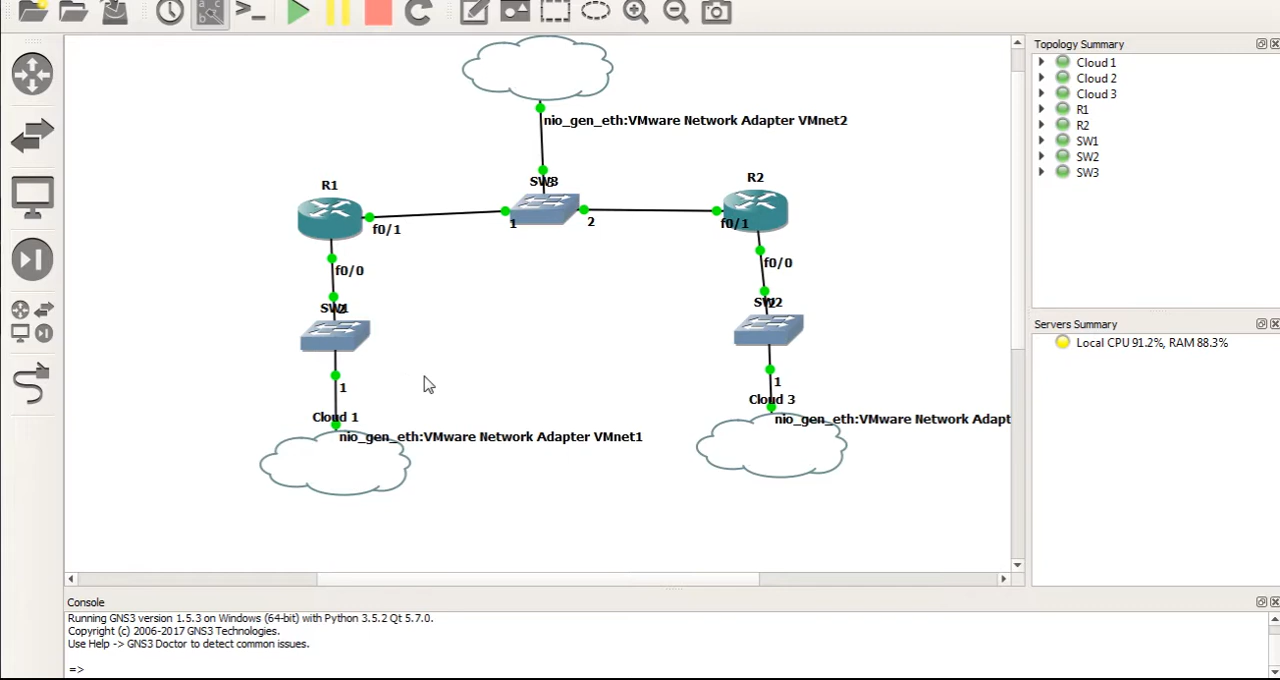 nio_gen_eth:VMware Network Adapter VMnet2
SW3
R1
R2
f0/1
1
2
f0/1
f0/0
f0/0
SW1
SW2
1
1
Cloud 1
nio_gen_eth:VMware Network Adapter VMnet1
Cloud 3
nio_gen_eth:VMware Network Adapt
Topology Summary
Cloud 1
Cloud 2
Cloud 3
R1
R2
SW1
SW2
SW3
Servers Summary
Local CPU 91.2%, RAM 88.3%
Console
Running GNS3 version 1.5.3 on Windows (64-bit) with Python 3.5.2 Qt 5.7.0.
Copyright (c) 2006-2017 GNS3 Technologies.
Use Help -> GNS3 Doctor to detect common issues.
=>